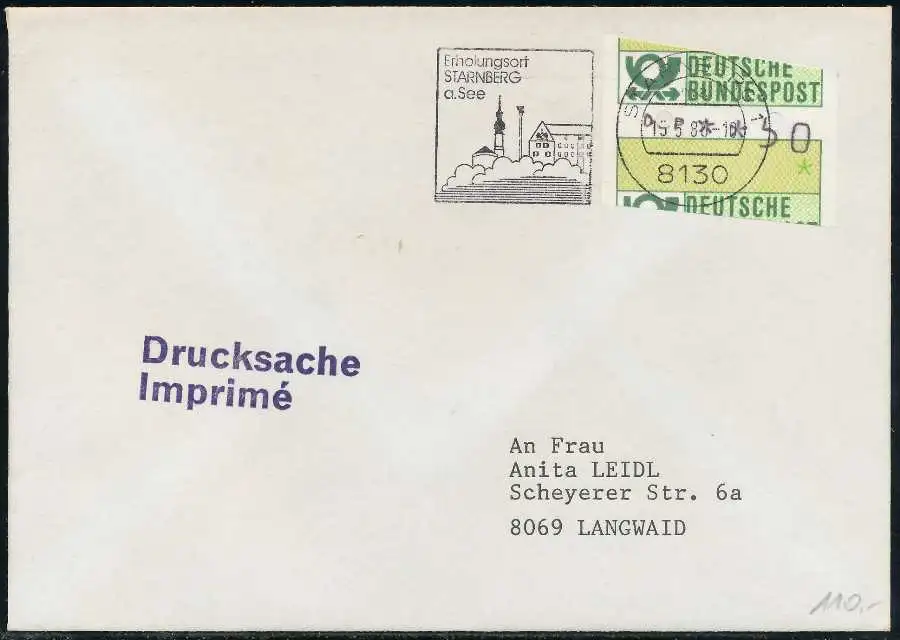 Erholungsort
STARNBERG
a.See
DEUTSCHE
BUNDESPOST
50
8130
DEUTSCHE
Drucksache
Imprimé
An Frau
Anita LEIDL
Scheyerer Str. 6a
8069 LANGWAID
110,-